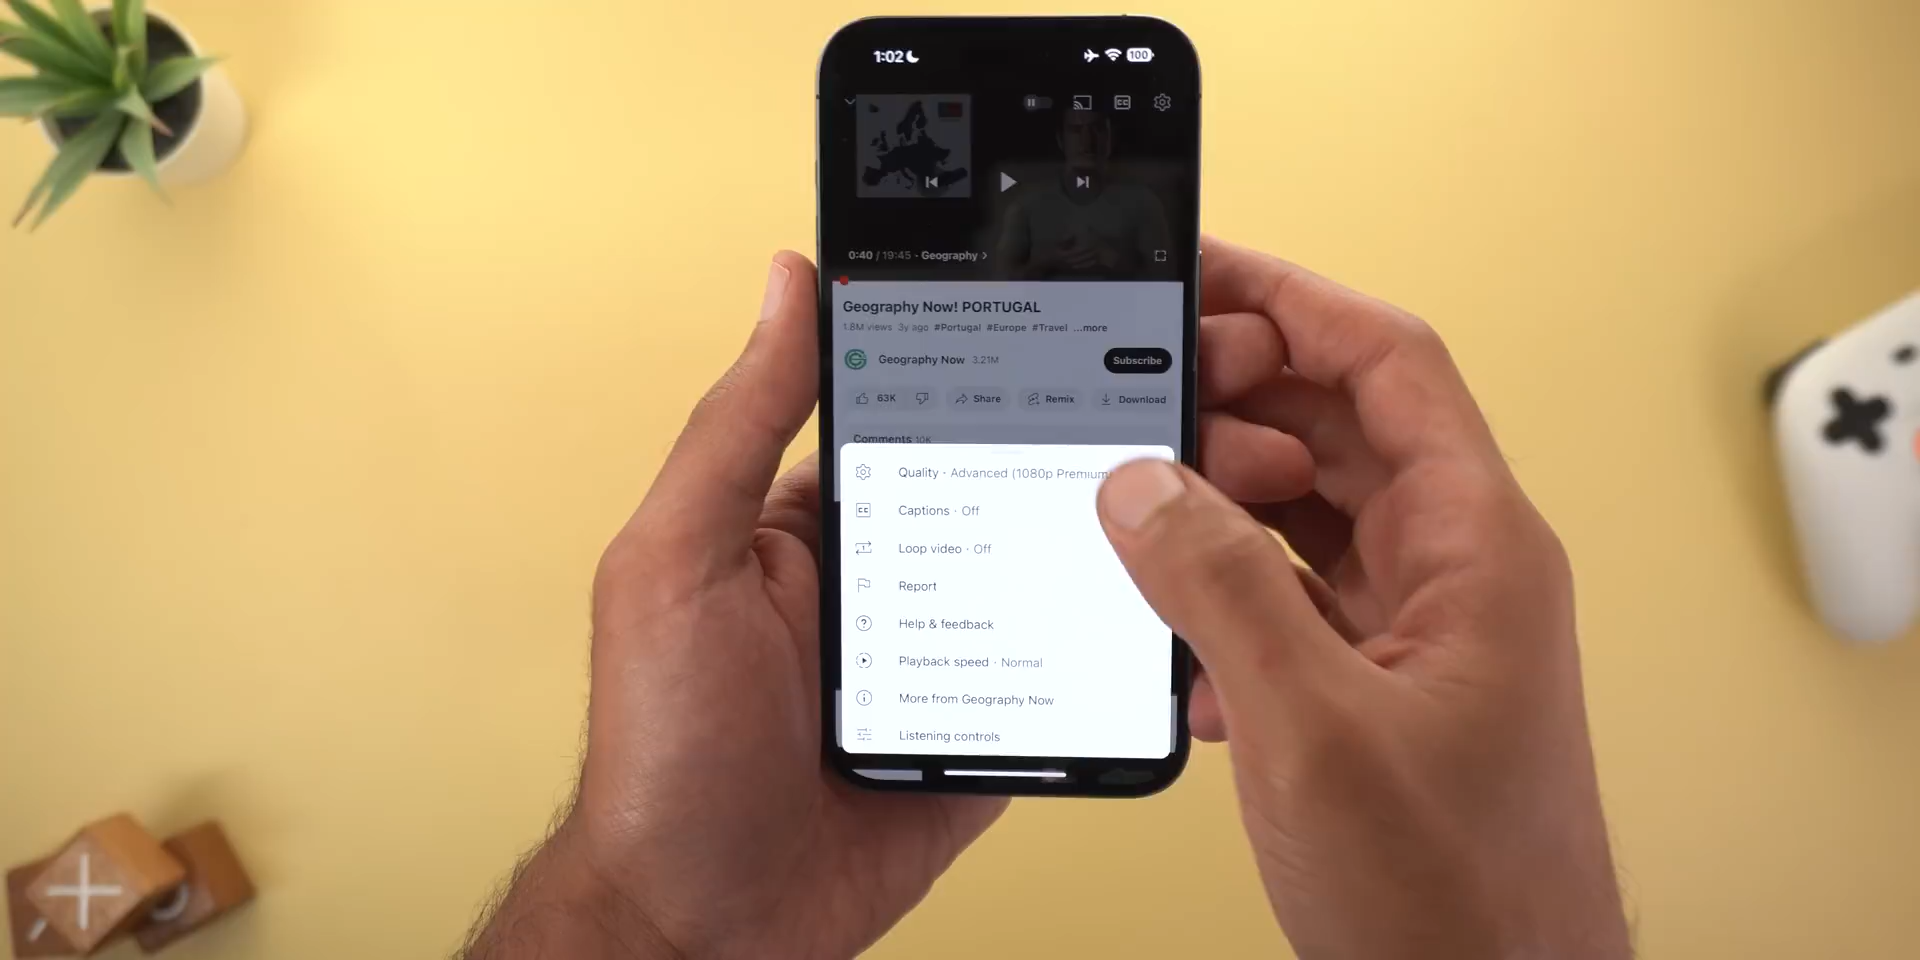 1:02
100
CC
0:40 / 19:45 - Geography >
Geography Now! PORTUGAL
1.8M views 3y ago #Portugal #Europe #Travel ...more
Geography Now 3.21M
Subscribe
63K
Share
Remix
Download
Comments 10K
Quality · Advanced (1080p Premium)
CC
Captions · Off
Loop video · Off
Report
Help & feedback
Playback speed · Normal
More from Geography Now
Listening controls